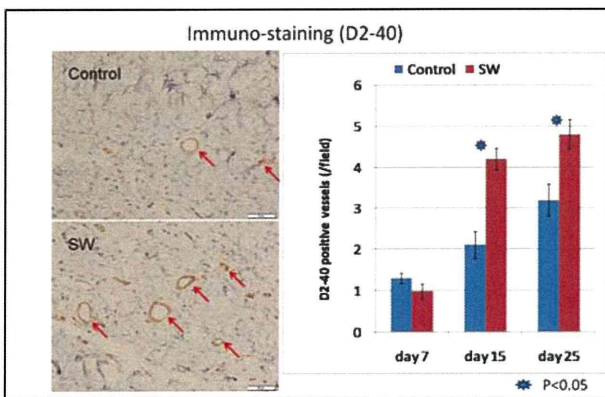 Immuno-staining (D2-40)
Control
SW
Control SW
D2-40 positive vessels (/field)
6
5
4
3
2
1
0
day 7 day 15 day 25
P<0.05